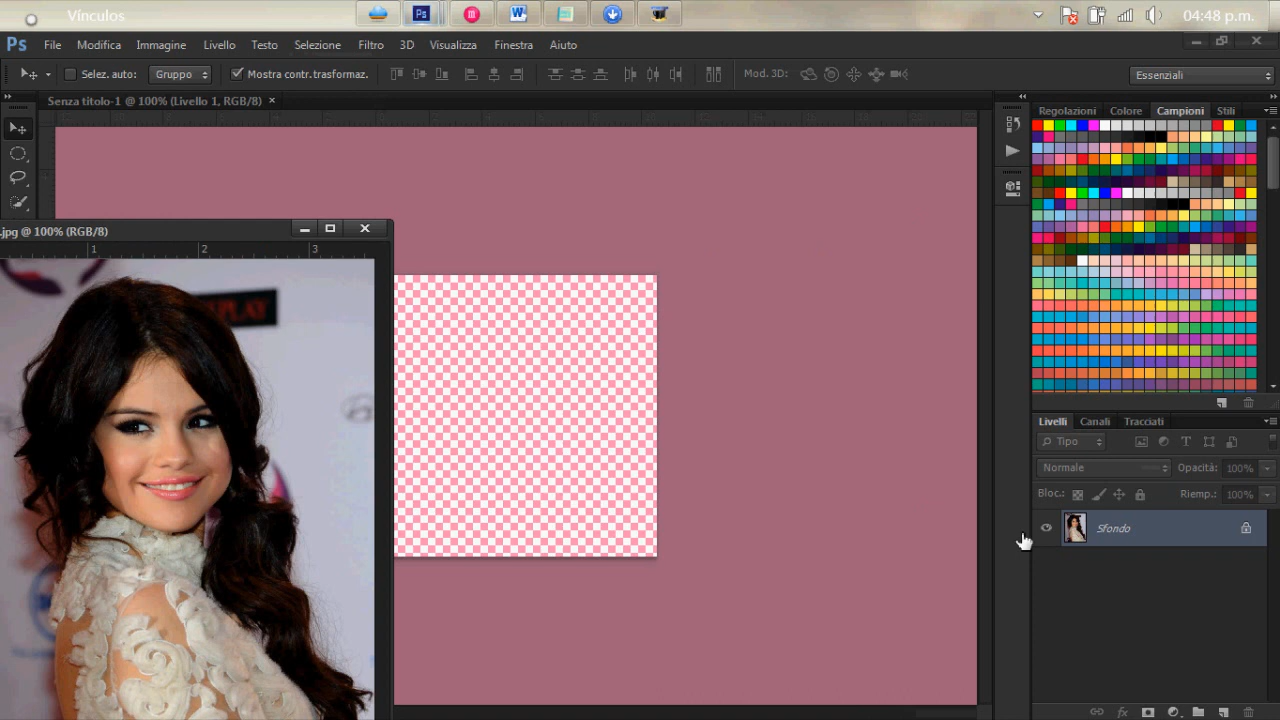 Vínculos
04:48 p.m.
Ps File Modifica Immagine Livello Testo Selezione Filtro 3D Visualizza Finestra Aiuto
Selez. auto: Gruppo Mostra contr.trasformaz. Mod. 3D: Essenziali
Senza titolo-1 @ 100% (Livello 1, RGB/8) ×
Regolazioni Colore Campioni Stili
.jpg @ 100% (RGB/8)
1 2 3
Livelli Canali Tracciati
Tipo
Normale Opacità: 100%
Bloc.: Riemp.: 100%
Sfondo
fx